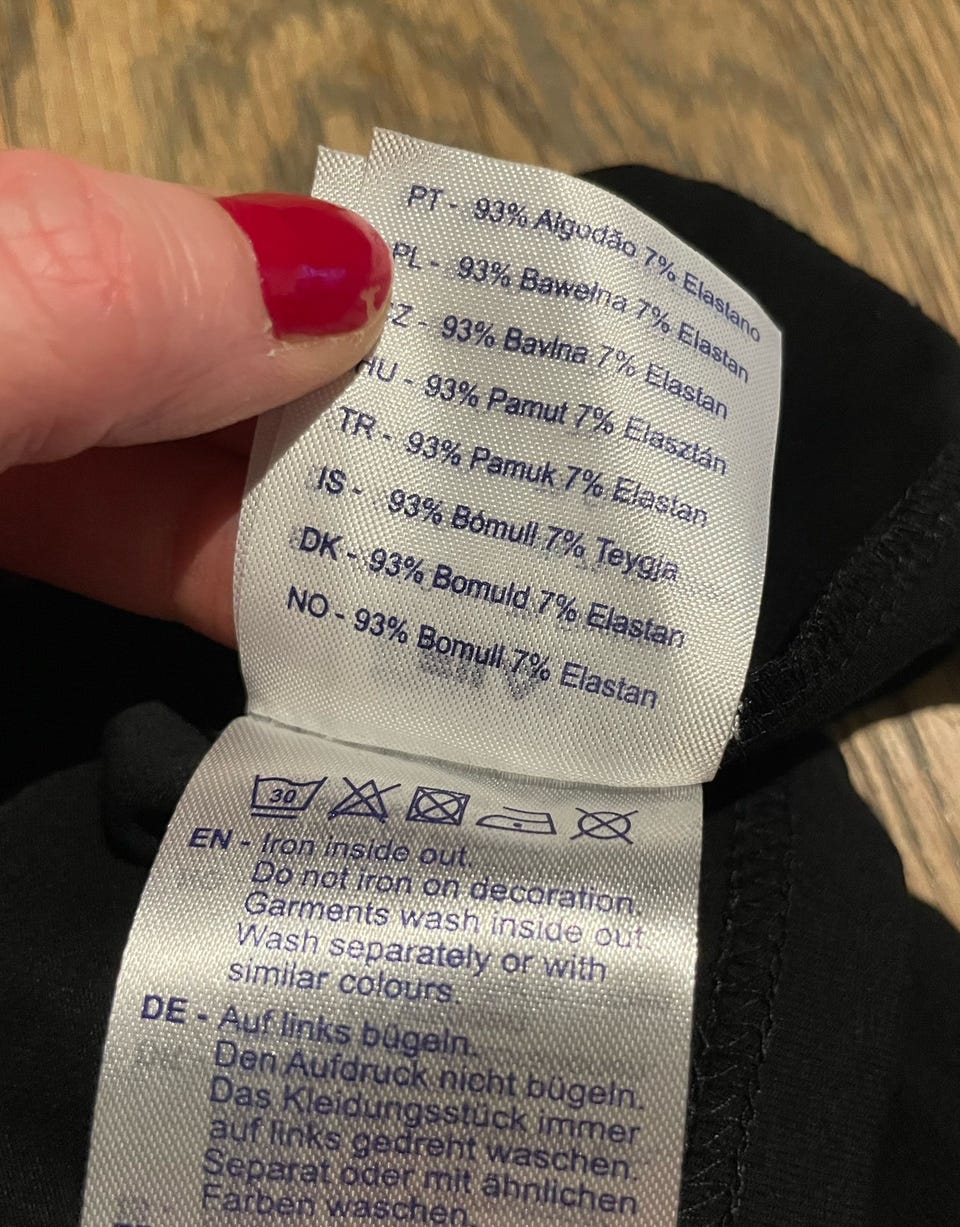 PT - 93% Algodão 7% Elastano
PL - 93% Bawełna 7% Elastan
CZ - 93% Bavlna 7% Elastan
HU - 93% Pamut 7% Elasztán
TR - 93% Pamuk 7% Elastan
IS - 93% Bómull 7% Teygja
DK - 93% Bomuld 7% Elastan
NO - 93% Bomull 7% Elastan
30
EN - Iron inside out.
Do not iron on decoration.
Garments wash inside out.
Wash separately or with
similar colours.
DE - Auf links bügeln.
Den Aufdruck nicht bügeln.
Das Kleidungsstück immer
auf links gedreht waschen.
Separat oder mit ähnlichen
Farben waschen.